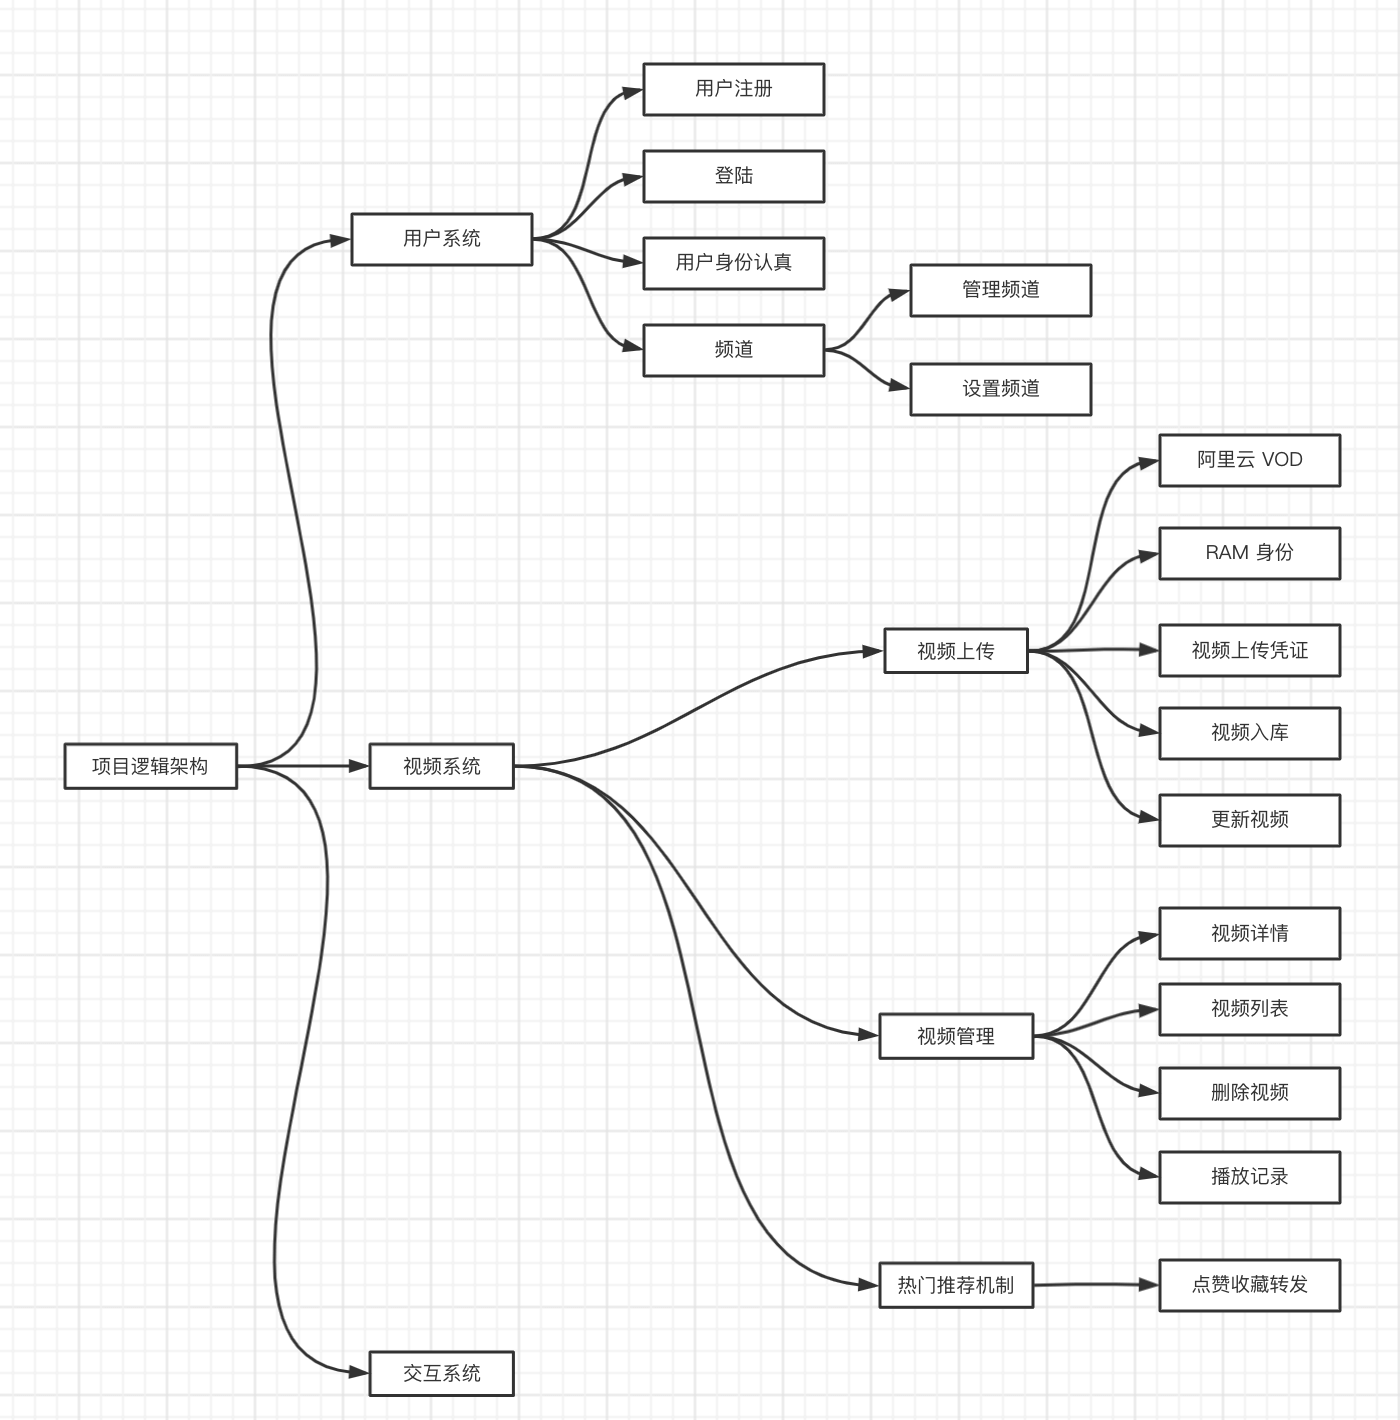 用户注册
登陆
用户系统
用户身份认真
管理频道
频道
设置频道
阿里云 VOD
RAM 身份
视频上传
视频上传凭证
视频入库
项目逻辑架构
视频系统
更新视频
视频详情
视频列表
视频管理
删除视频
播放记录
热门推荐机制
点赞收藏转发
交互系统